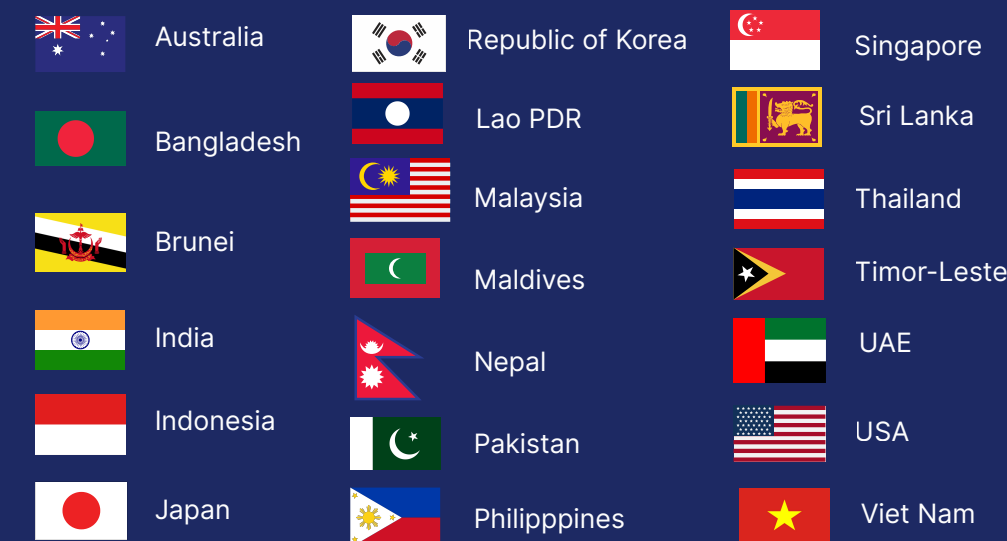 Australia
Bangladesh
Brunei
India
Indonesia
Japan
Republic of Korea
Lao PDR
Malaysia
Maldives
Nepal
Pakistan
Philipppines
Singapore
Sri Lanka
Thailand
Timor-Leste
UAE
USA
Viet Nam